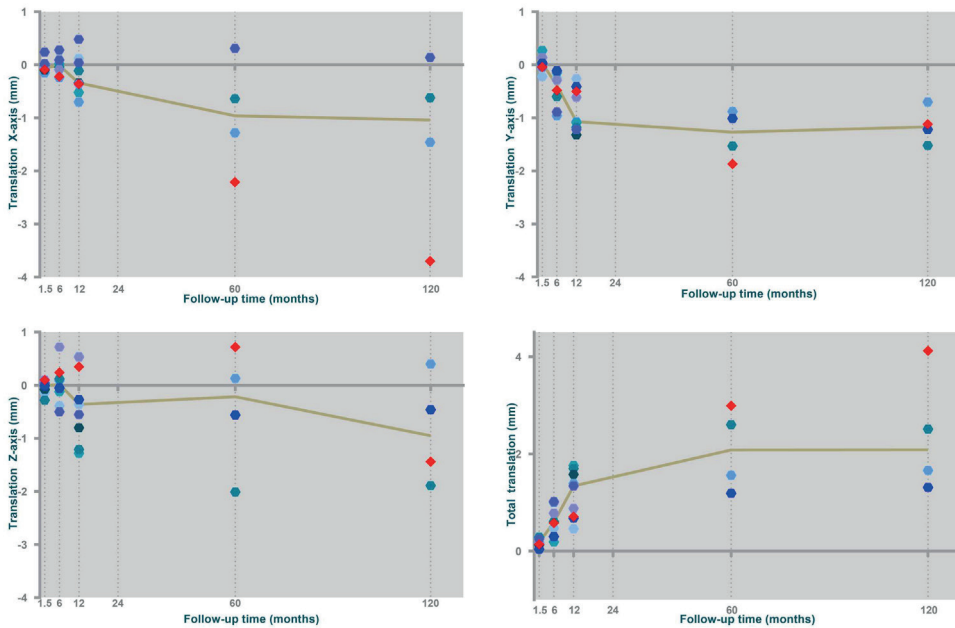 1
0
-1
-2
-3
-4
Translation X-axis (mm)
1.5 6 12 24 60 120
Follow-up time (months)
1
0
-1
-2
-3
-4
Translation Y-axis (mm)
1.5 6 12 24 60 120
Follow-up time (months)
1
0
-1
-2
-3
-4
Translation Z-axis (mm)
1.5 6 12 24 60 120
Follow-up time (months)
4
2
0
Total translation (mm)
1.5 6 12 24 60 120
Follow-up time (months)